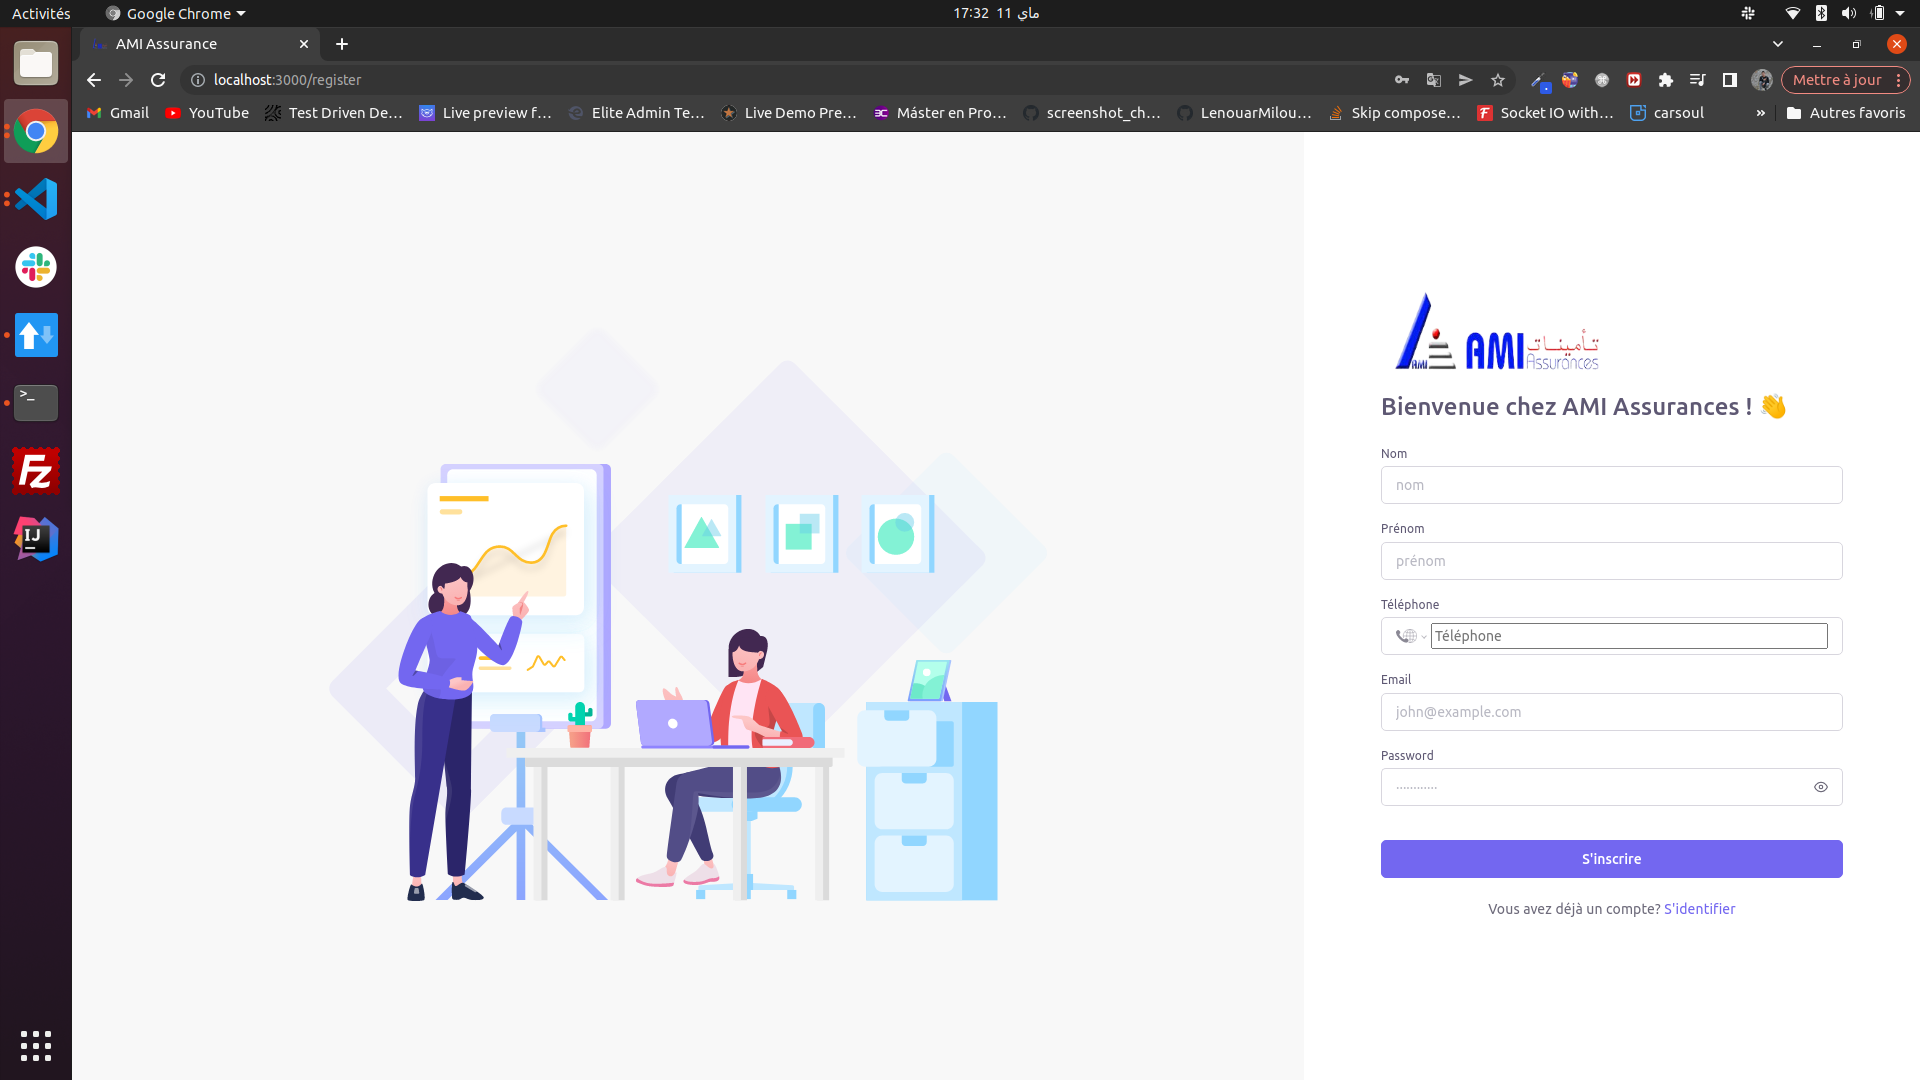 Activités
Google Chrome
17:32 11 ماي
AMI Assurance
localhost:3000/register
Mettre à jour
Gmail
YouTube
Test Driven De…
Live preview f…
Elite Admin Te…
Live Demo Pre…
Máster en Pro…
screenshot_ch…
LenouarMilou…
Skip compose…
Socket IO with…
carsoul
»
Autres favoris
>_
FZ
IJ
AMI
AMI
تأمينات
Assurances
Bienvenue chez AMI Assurances ! 👋
Nom
nom
Prénom
prénom
Téléphone
Téléphone
Email
john@example.com
Password
············
S'inscrire
Vous avez déjà un compte? S'identifier